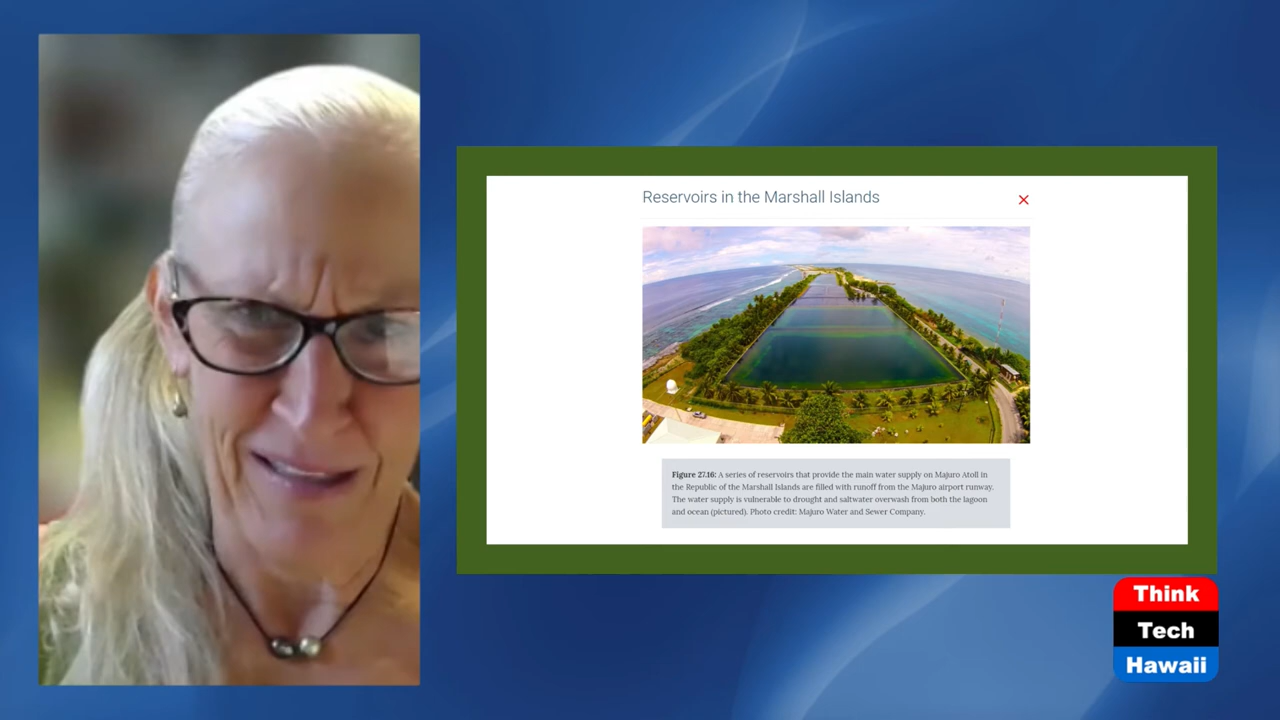 Reservoirs in the Marshall Islands
Figure 27.16: A series of reservoirs that provide the main water supply on Majuro Atoll in
the Republic of the Marshall Islands are filled with runoff from the Majuro airport runway.
The water supply is vulnerable to drought and saltwater overwash from both the lagoon
and ocean (pictured). Photo credit: Majuro Water and Sewer Company.
Think
Tech
Hawaii